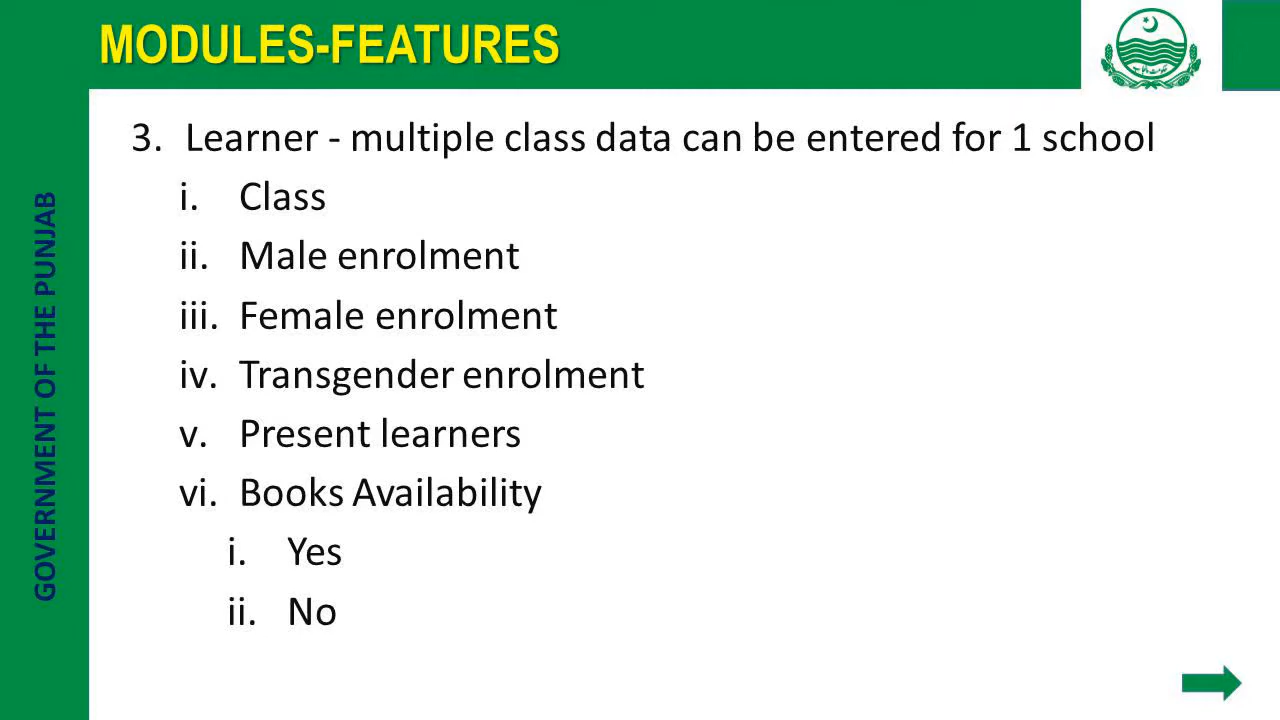 MODULES-FEATURES
GOVERNMENT OF THE PUNJAB
3. Learner - multiple class data can be entered for 1 school
i. Class
ii. Male enrolment
iii. Female enrolment
iv. Transgender enrolment
v. Present learners
vi. Books Availability
i. Yes
ii. No